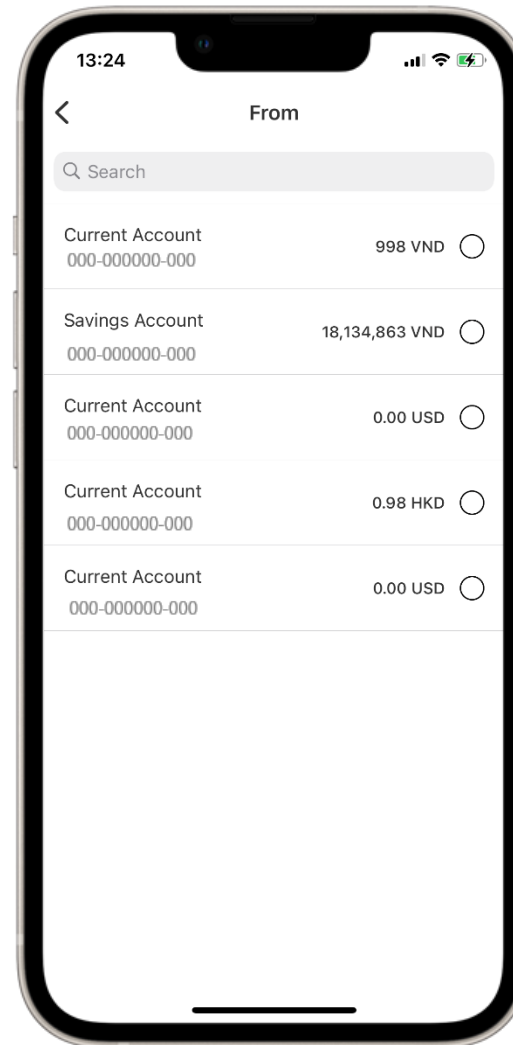 13:24
From
Search
Current Account
998 VND
000-000000-000
Savings Account
18,134,863 VND
000-000000-000
Current Account
0.00 USD
000-000000-000
Current Account
0.98 HKD
000-000000-000
Current Account
0.00 USD
000-000000-000